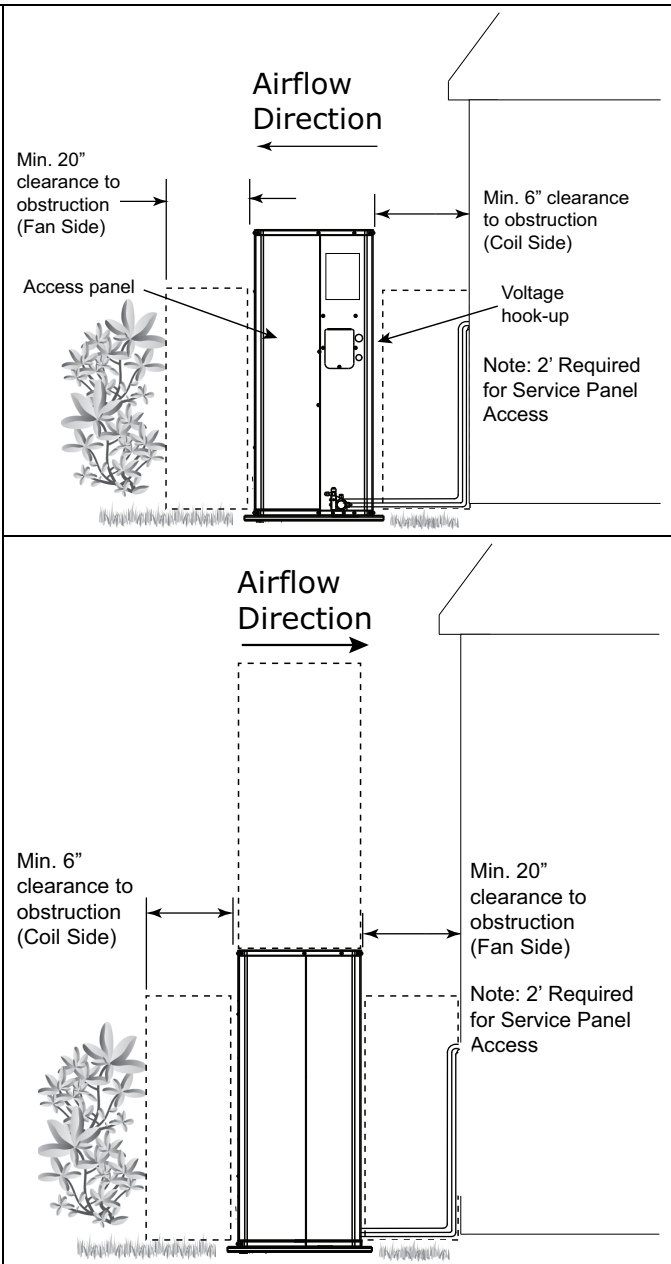 Airflow
Direction
Min. 20”
clearance to
obstruction
(Fan Side)
Min. 6” clearance
to obstruction
(Coil Side)
Access panel
Voltage
hook-up
Note: 2’ Required
for Service Panel
Access
Airflow
Direction
Min. 6”
clearance to
obstruction
(Coil Side)
Min. 20”
clearance to
obstruction
(Fan Side)
Note: 2’ Required
for Service Panel
Access